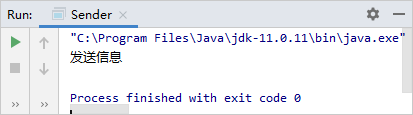 Run: Sender
"C:\Program Files\Java\jdk-11.0.11\bin\java.exe"
发送信息
Process finished with exit code 0